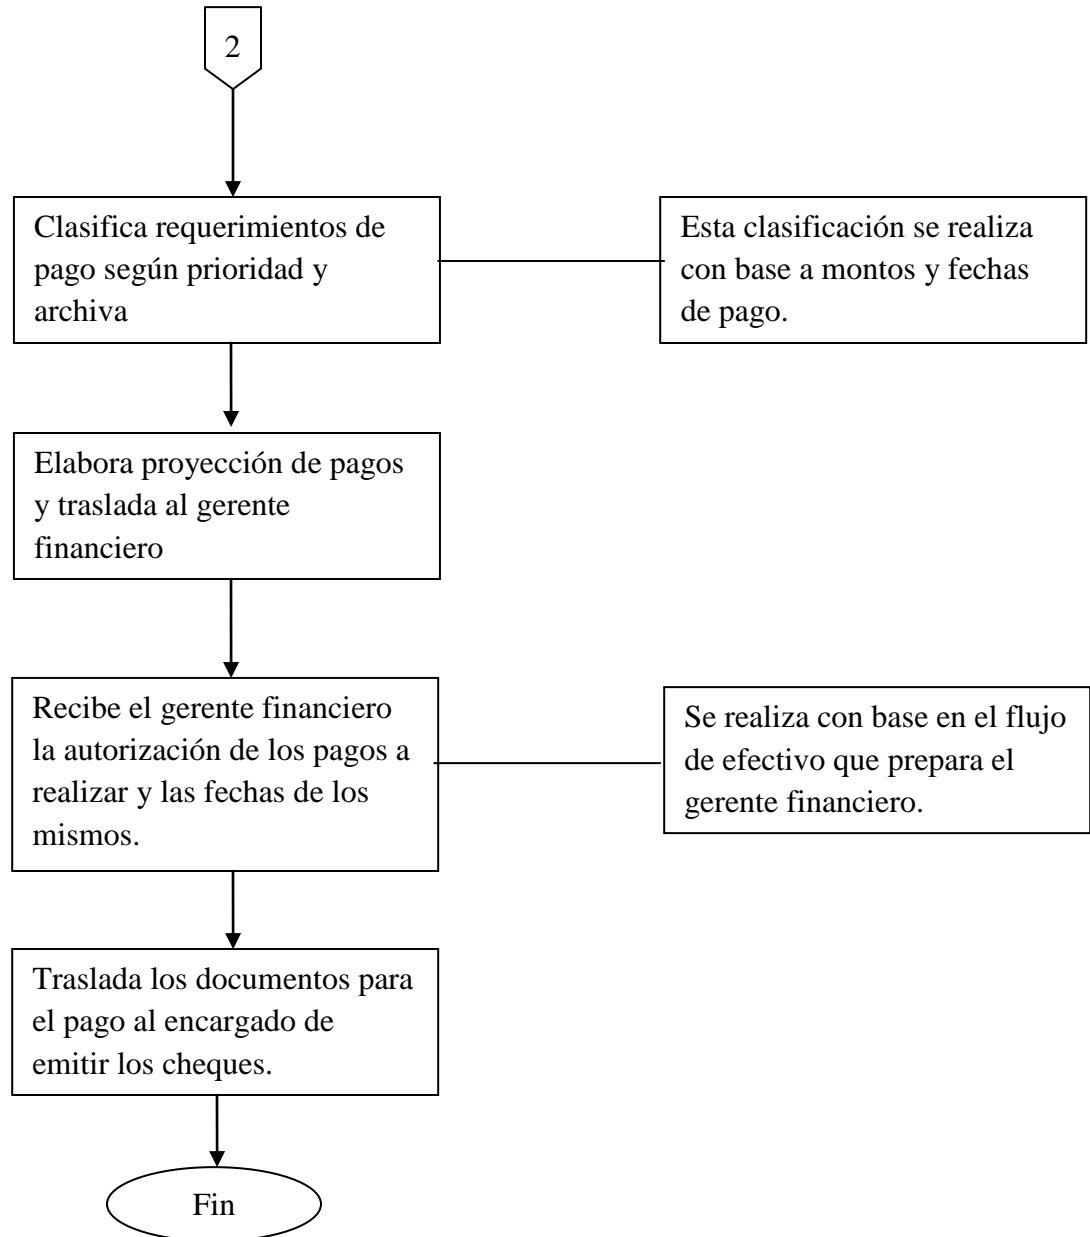 2
Clasifica requerimientos de
pago según prioridad y
archiva
Esta clasificación se realiza
con base a montos y fechas
de pago.
Elabora proyección de pagos
y traslada al gerente
financiero
Recibe el gerente financiero
la autorización de los pagos a
realizar y las fechas de los
mismos.
Se realiza con base en el flujo
de efectivo que prepara el
gerente financiero.
Traslada los documentos para
el pago al encargado de
emitir los cheques.
Fin